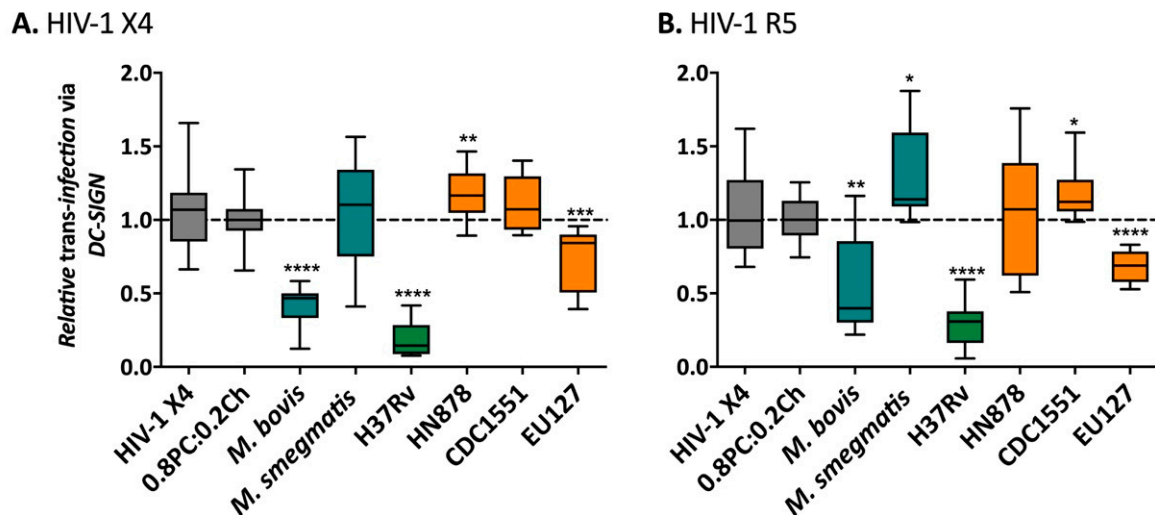 A. HIV-1 X4
Relative trans-infection via
DC-SIGN
2.0
1.5
1.0
0.5
0.0
**
***
****
****
HIV-1 X4
0.8PC:0.2Ch
M. bovis
M. smegmatis
H37Rv
HN878
CDC1551
EU127
B. HIV-1 R5
2.0
1.5
1.0
0.5
0.0
*
*
**
****
****
HIV-1 X4
0.8PC:0.2Ch
M. bovis
M. smegmatis
H37Rv
HN878
CDC1551
EU127